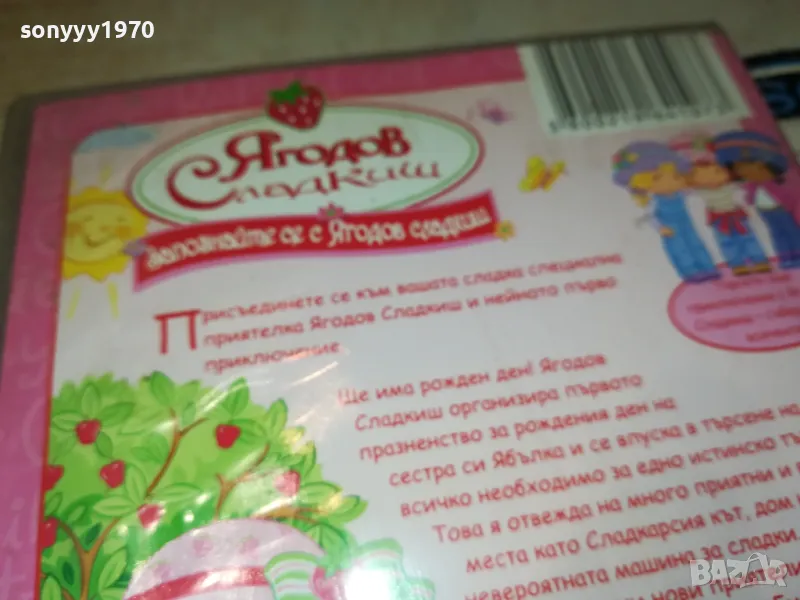 sonyyy1970
Ягодов
Сладкиш
Запознайте се с Ягодов сладкиш
Присъединете се към вашата сладка специална
приятелка Ягодов Сладкиш и нейното първо
приключение
Ще има рожден ден! Ягодов
Сладкиш организира първото
празненство за рождения ден на
сестра си Ябълка и се впуска в търсене на
всичко необходимо за едно истинско
Това я отвежда на много приятни и
места като Сладкарсия кът, дом
невероятната машина за сладки
нови
BAZAR